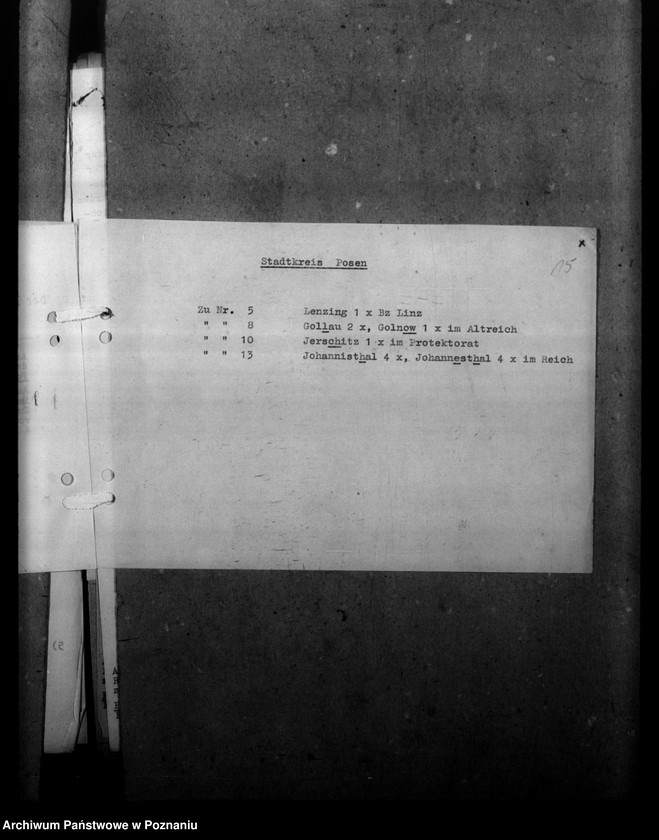 Stadtkreis Posen
15
Zu Nr. 5 Lenzing 1 x Bz Linz
" " 8 Gollau 2 x, Golnow 1 x im Altreich
" " 10 Jerschitz 1 x im Protektorat
" " 13 Johannisthal 4 x, Johannesthal 4 x im Reich
Archiwum Państwowe w Poznaniu